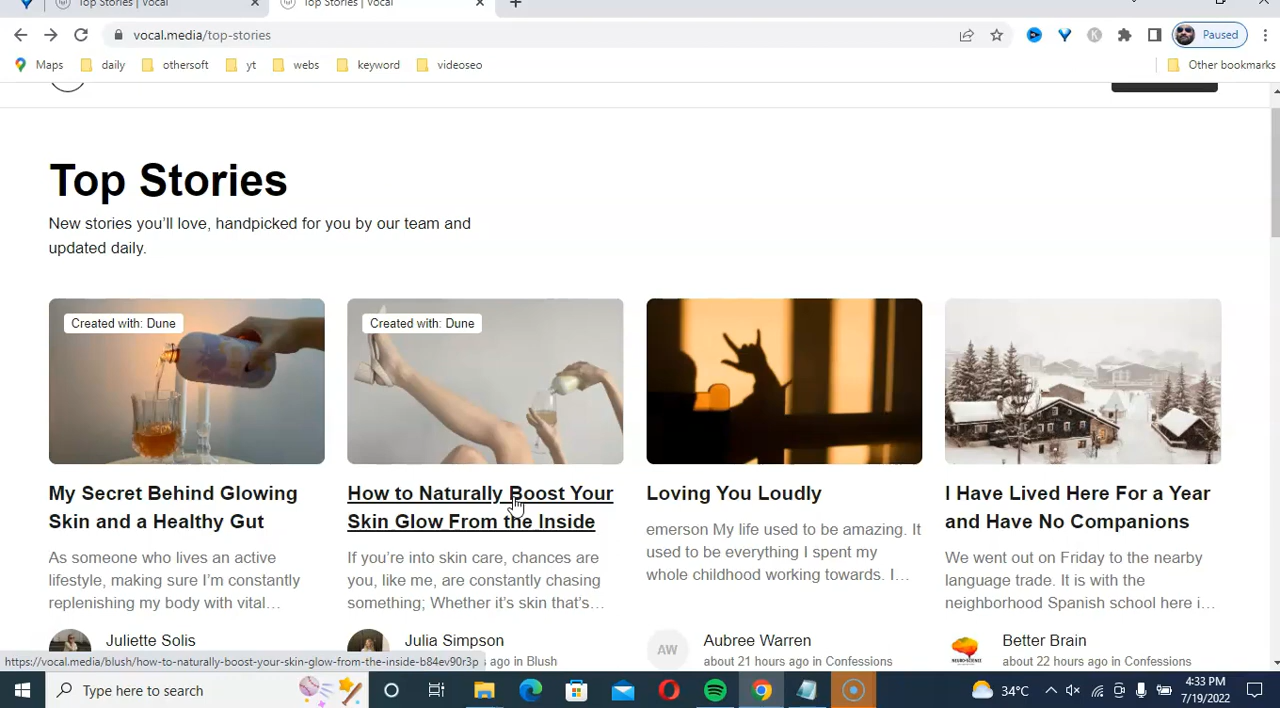 Top Stories | Vocal
Top Stories | Vocal
vocal.media/top-stories
Paused
Maps
daily
othersoft
yt
webs
keyword
videoseo
Other bookmarks
Top Stories
New stories you'll love, handpicked for you by our team and
updated daily.
Created with: Dune
Created with: Dune
My Secret Behind Glowing
Skin and a Healthy Gut
As someone who lives an active
lifestyle, making sure I'm constantly
replenishing my body with vital…
Juliette Solis
How to Naturally Boost Your
Skin Glow From the Inside
If you're into skin care, chances are
you, like me, are constantly chasing
something; Whether it's skin that's…
Julia Simpson
ago in Blush
Loving You Loudly
emerson My life used to be amazing. It
used to be everything I spent my
whole childhood working towards. I…
AW
Aubree Warren
about 21 hours ago in Confessions
I Have Lived Here For a Year
and Have No Companions
We went out on Friday to the nearby
language trade. It is with the
neighborhood Spanish school here i…
Better Brain
about 22 hours ago in Confessions
https://vocal.media/blush/how-to-naturally-boost-your-skin-glow-from-the-inside-b84ev90r3p
Type here to search
34°C
4:33 PM
7/19/2022